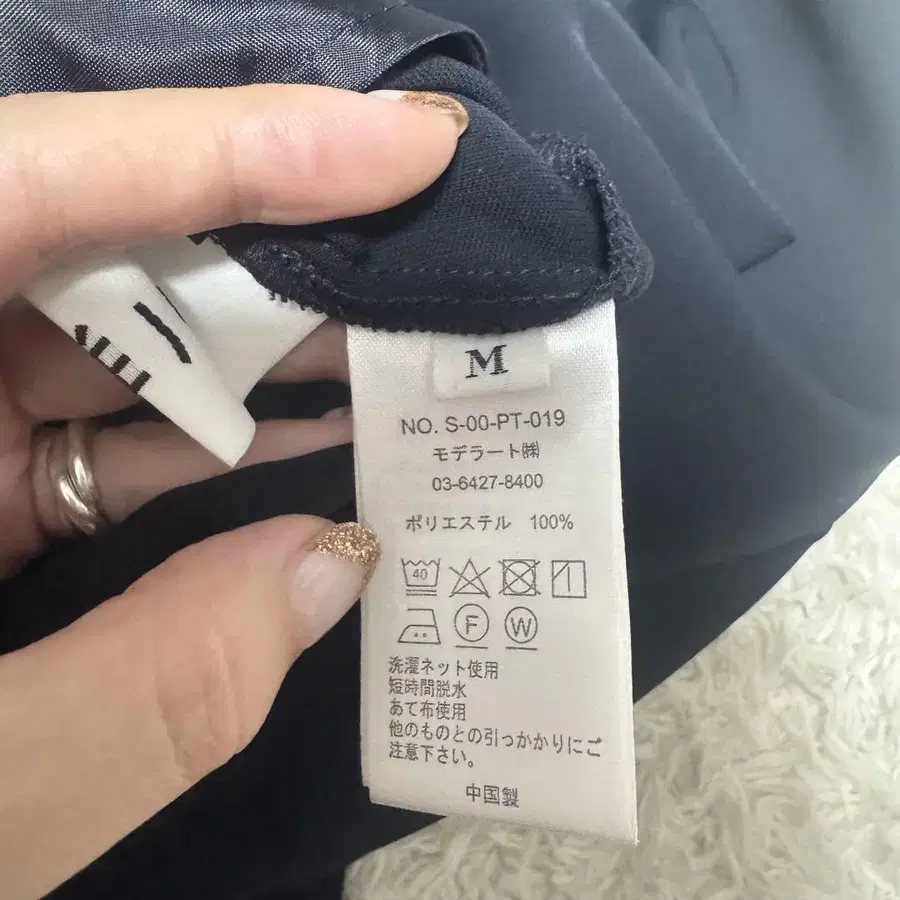 M
NO. S-00-PT-019
モデラート㈱
03-6427-8400
ポリエステル 100%
40
F
W
洗濯ネット使用
短時間脱水
あて布使用
他のものとの引っかかりにご
注意下さい。
中国製